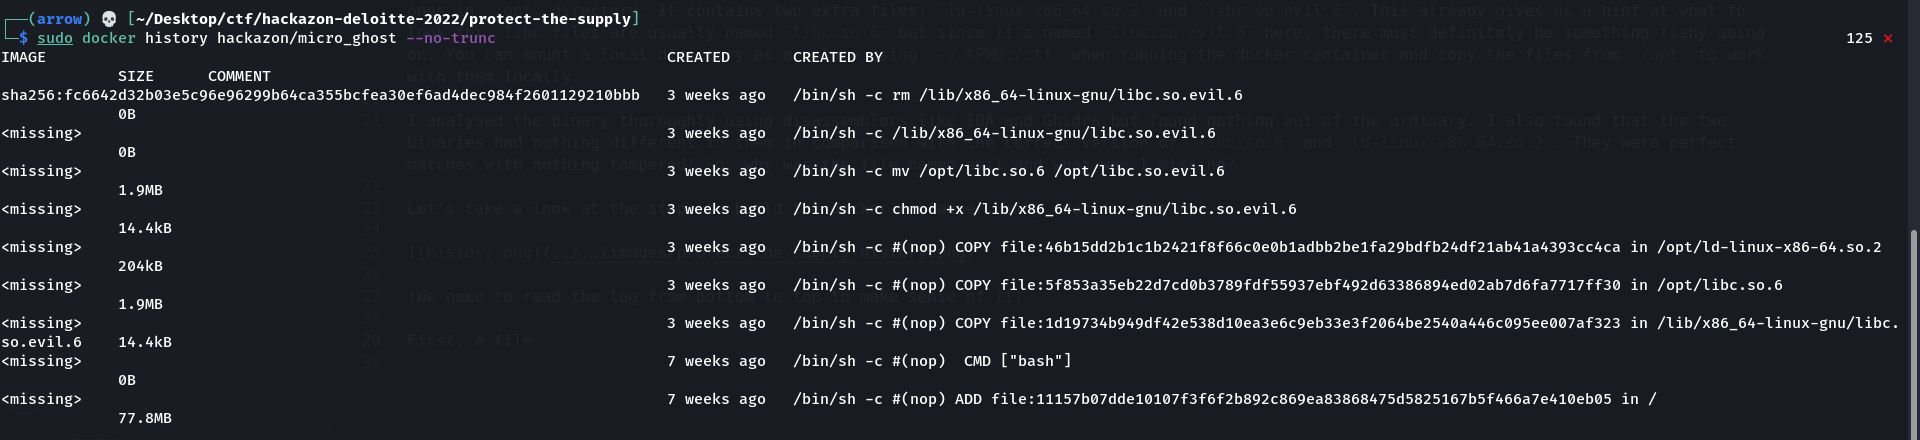 ┌──(arrow) 💀 [~/Desktop/ctf/hackazon-deloitte-2022/protect-the-supply]
└─$ sudo docker history hackazon/micro_ghost --no-trunc
125 ✕
IMAGE CREATED CREATED BY
SIZE COMMENT
sha256:fc6642d32b03e5c96e96299b64ca355bcfea30ef6ad4dec984f2601129210bbb 3 weeks ago /bin/sh -c rm /lib/x86_64-linux-gnu/libc.so.evil.6
0B
<missing> 3 weeks ago /bin/sh -c /lib/x86_64-linux-gnu/libc.so.evil.6
0B
<missing> 3 weeks ago /bin/sh -c mv /opt/libc.so.6 /opt/libc.so.evil.6
1.9MB
<missing> 3 weeks ago /bin/sh -c chmod +x /lib/x86_64-linux-gnu/libc.so.evil.6
14.4kB
<missing> 3 weeks ago /bin/sh -c #(nop) COPY file:46b15dd2b1c1b2421f8f66c0e0b1adbb2be1fa29bdfb24df21ab41a4393cc4ca in /opt/ld-linux-x86-64.so.2
204kB
<missing> 3 weeks ago /bin/sh -c #(nop) COPY file:5f853a35eb22d7cd0b3789fdf55937ebf492d63386894ed02ab7d6fa7717ff30 in /opt/libc.so.6
1.9MB
<missing> 3 weeks ago /bin/sh -c #(nop) COPY file:1d19734b949df42e538d10ea3e6c9eb33e3f2064be2540a446c095ee007af323 in /lib/x86_64-linux-gnu/libc.
so.evil.6 14.4kB
<missing> 7 weeks ago /bin/sh -c #(nop) CMD ["bash"]
0B
<missing> 7 weeks ago /bin/sh -c #(nop) ADD file:11157b07dde10107f3f6f2b892c869ea83868475d5825167b5f466a7e410eb05 in /
77.8MB